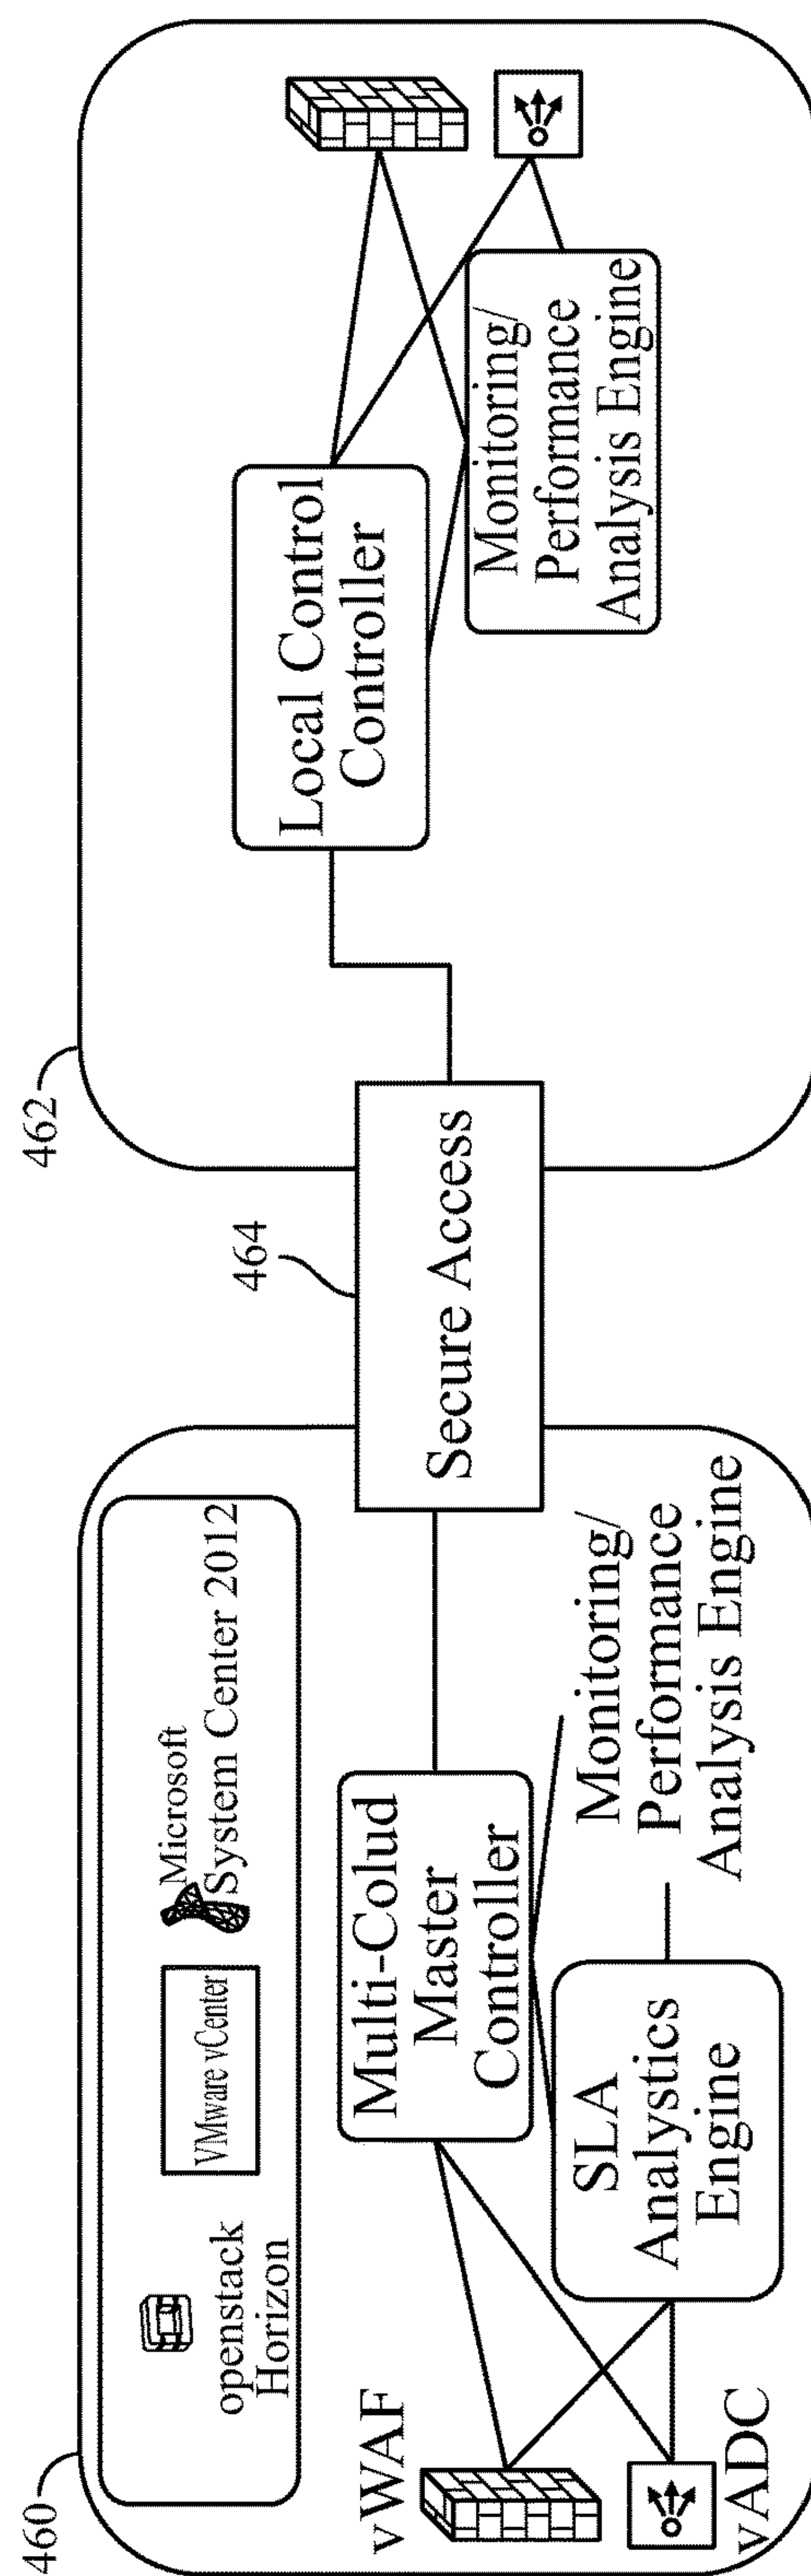 460
openstack
Horizon
VMware vCenter
Microsoft
System Center 2012
vWAF
vADC
Multi-Colud
Master
Controller
SLA
Analystics
Engine
Monitoring/
Performance
Analysis Engine
464
Secure Access
462
Local Control
Controller
Monitoring/
Performance
Analysis Engine